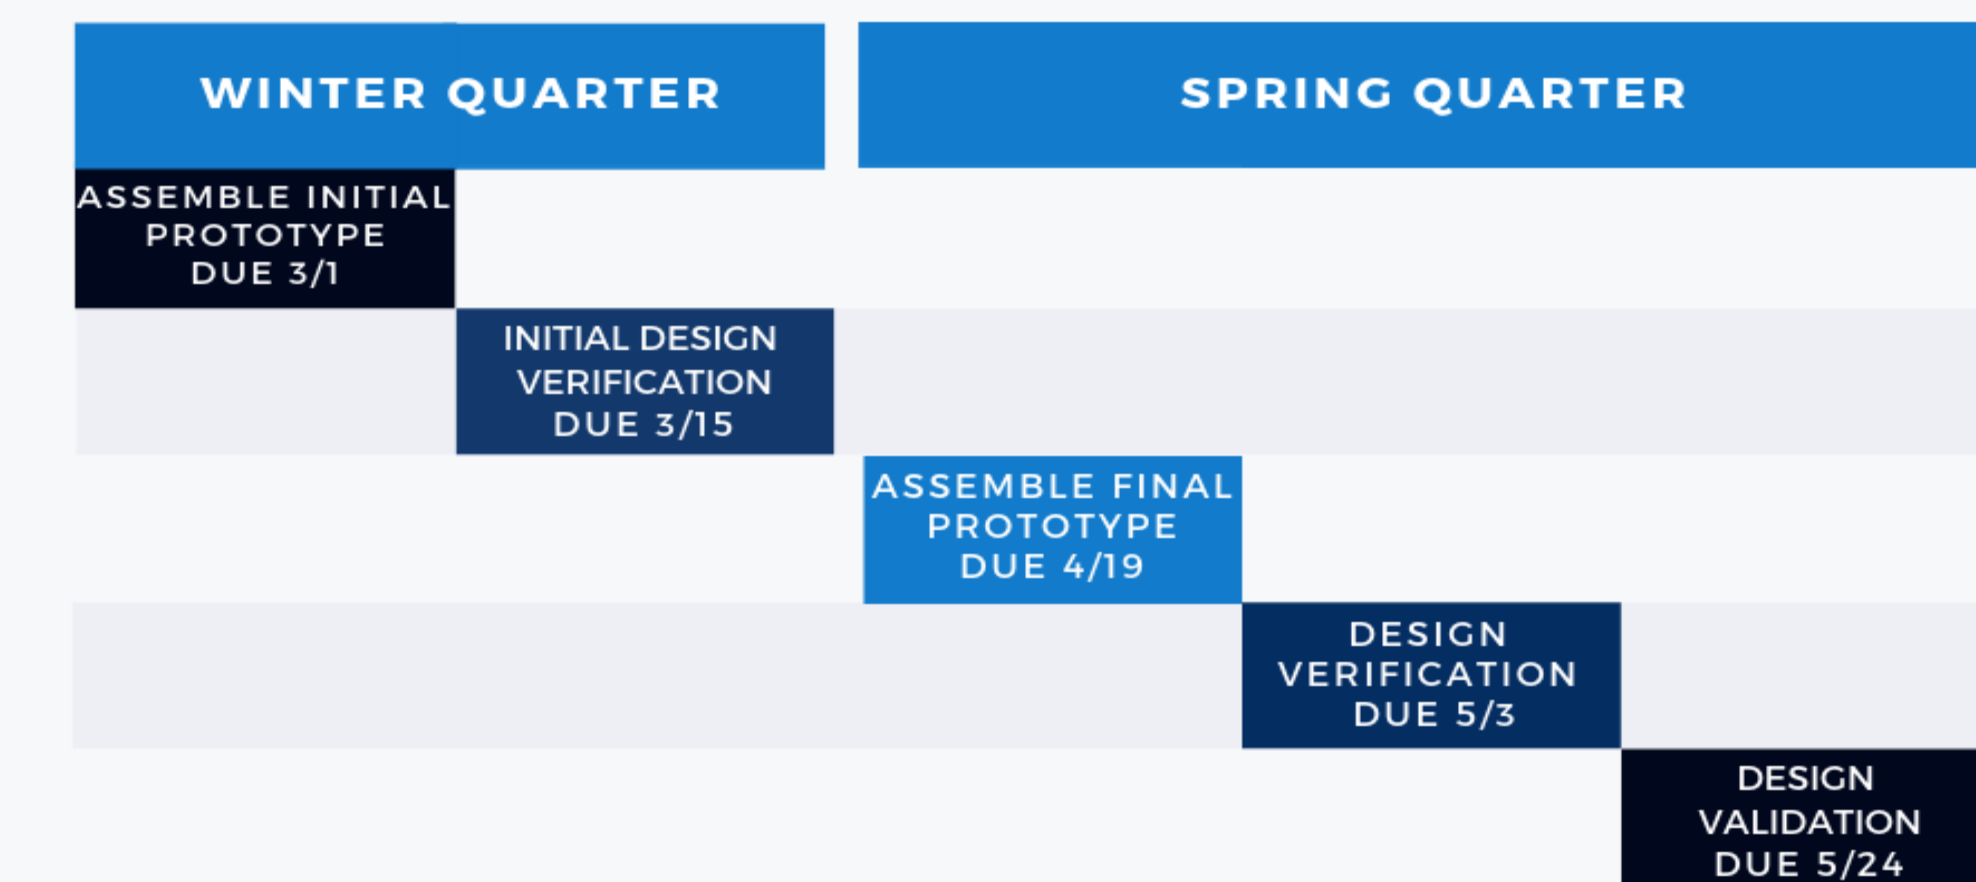 WINTER QUARTER
SPRING QUARTER
ASSEMBLE INITIAL
PROTOTYPE
DUE 3/1
INITIAL DESIGN
VERIFICATION
DUE 3/15
ASSEMBLE FINAL
PROTOTYPE
DUE 4/19
DESIGN
VERIFICATION
DUE 5/3
DESIGN
VALIDATION
DUE 5/24